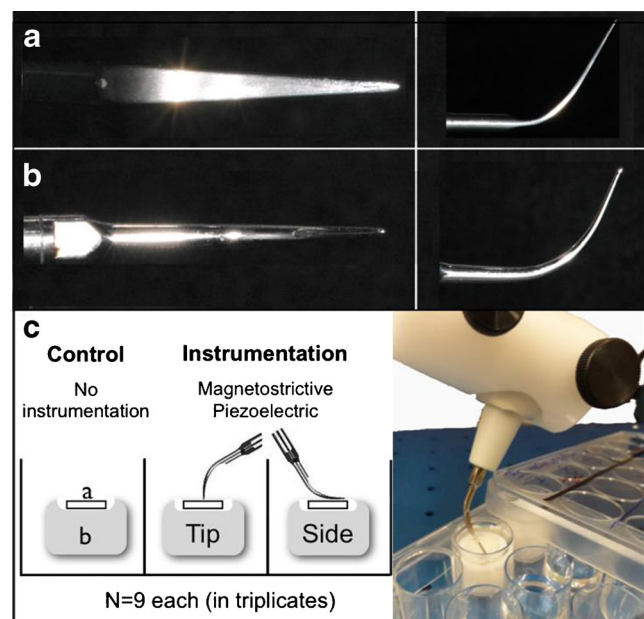 a
b
c
Control
Instrumentation
No
instrumentation
Magnetostrictive
Piezoelectric
a
b
Tip
Side
N=9 each (in triplicates)